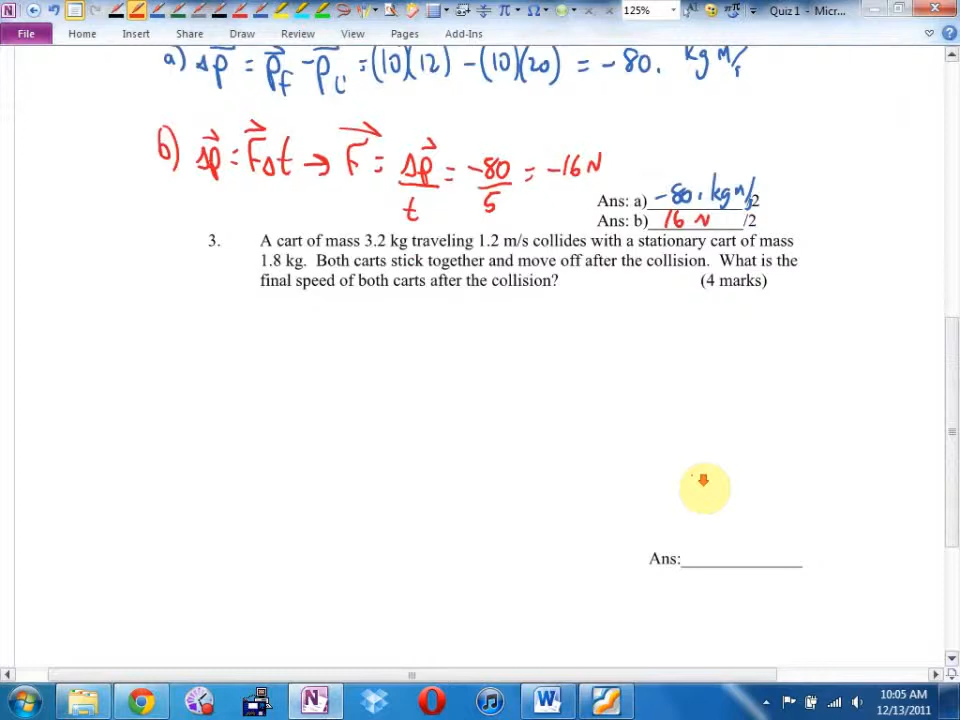 125%
Quiz 1 - Micr...
File Home Insert Share Draw Review View Pages Add-Ins
a) Δp = pf - pi = (10)(12) - (10)(20) = -80. kg m/s
b) Δp = FΔt → F = Δp/t = -80/5 = -16 N
Ans: a) -80. kg m/s /2
Ans: b) 16 N /2
3. A cart of mass 3.2 kg traveling 1.2 m/s collides with a stationary cart of mass
1.8 kg. Both carts stick together and move off after the collision. What is the
final speed of both carts after the collision? (4 marks)
Ans:
10:05 AM
12/13/2011